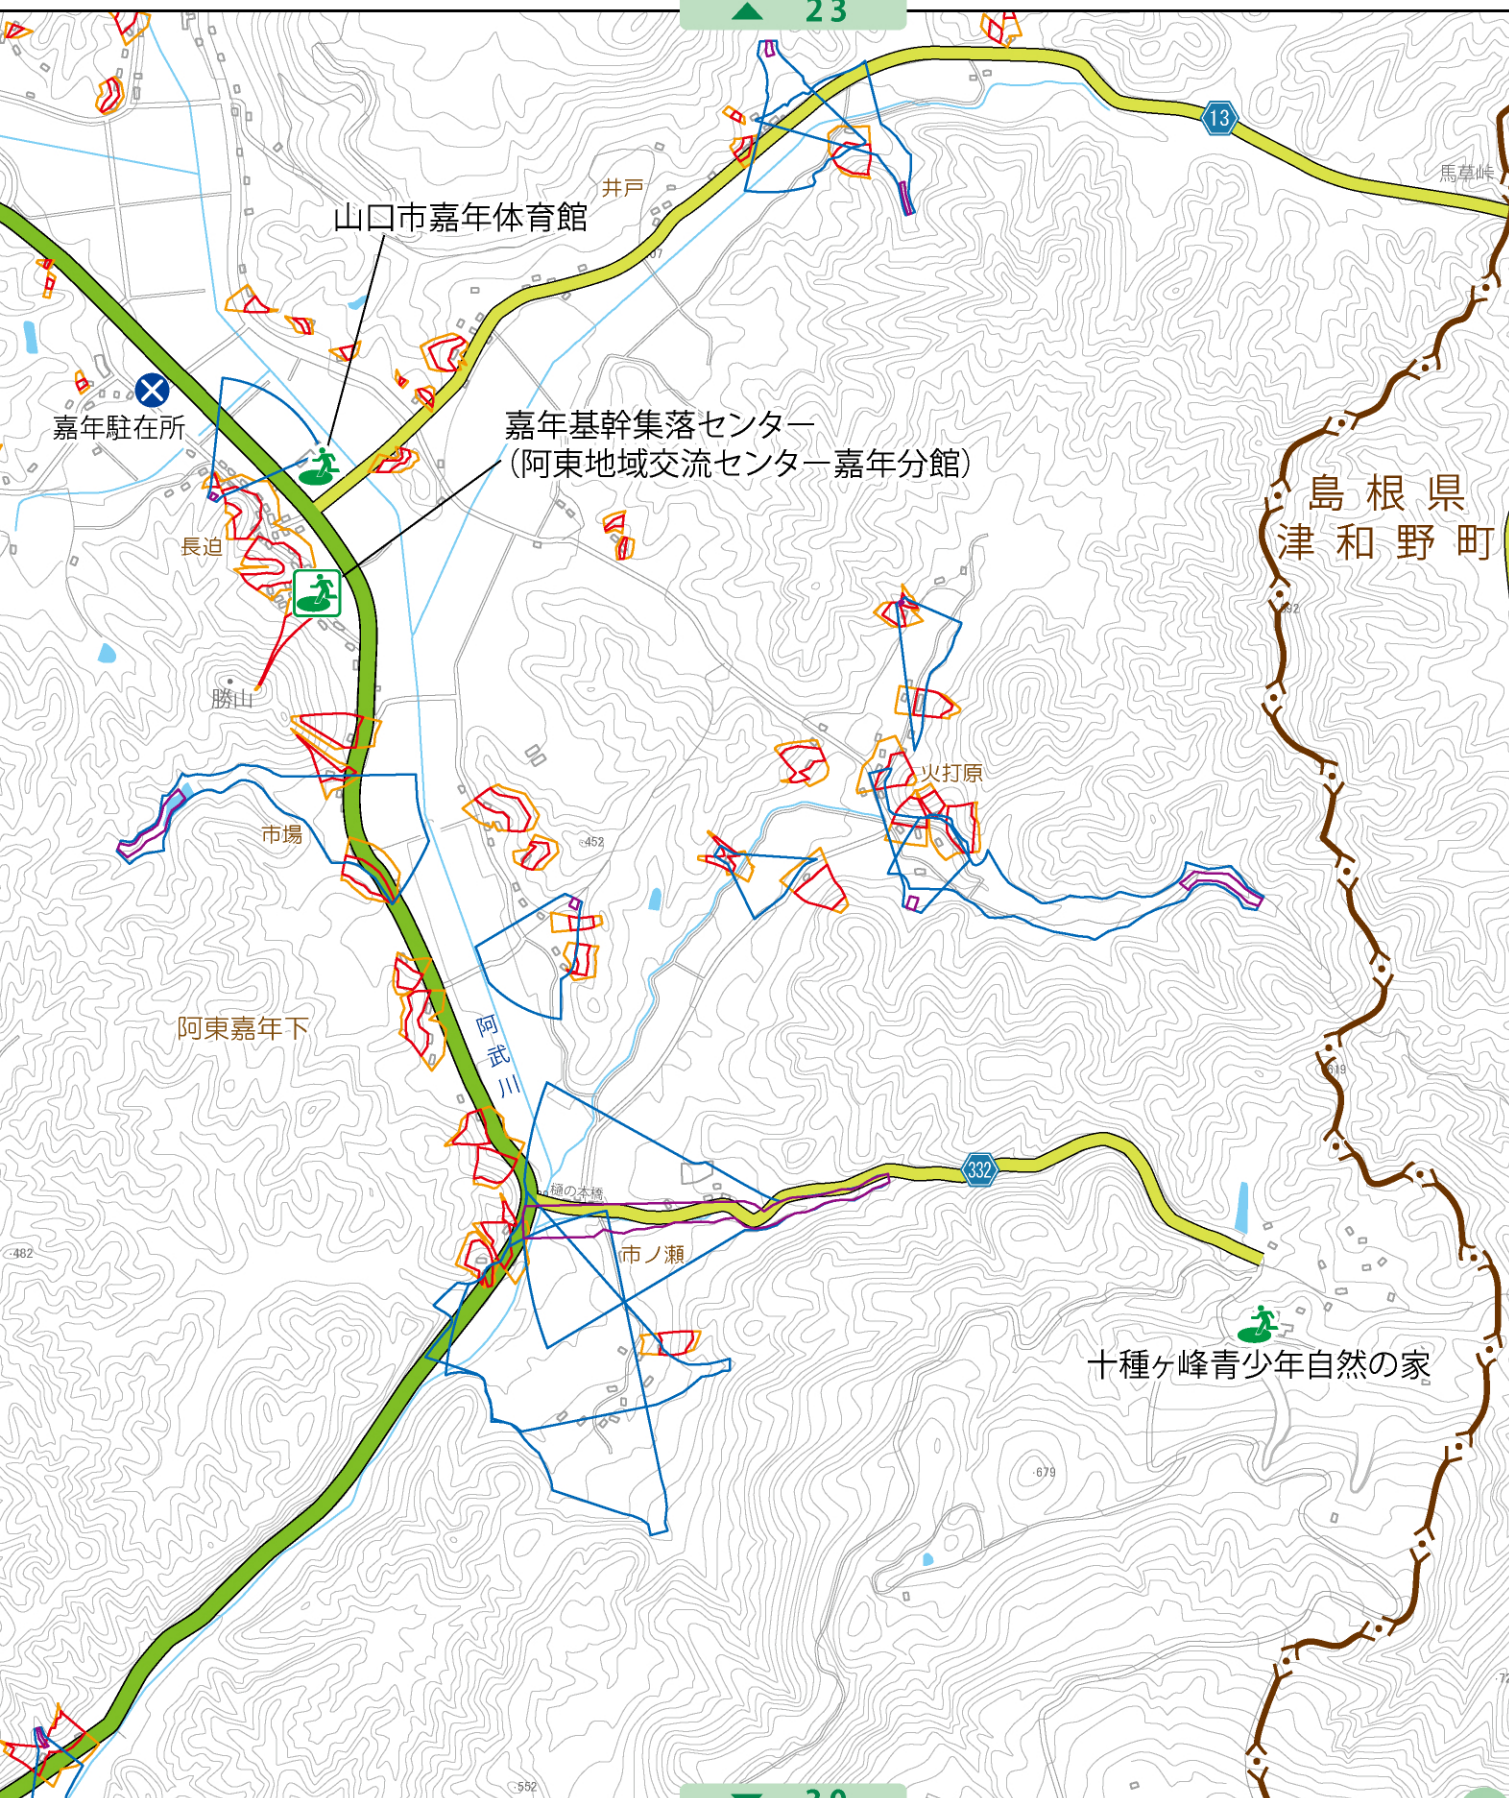 23
13
馬草峠
井戸
山口市嘉年体育館
嘉年駐在所
嘉年基幹集落センター
(阿東地域交流センター嘉年分館)
島根県
津和野町
長迫
勝山
火打原
市場
452
阿東嘉年下
阿武川
619
332
樋の本橋
市ノ瀬
482
十種ヶ峰青少年自然の家
679
552